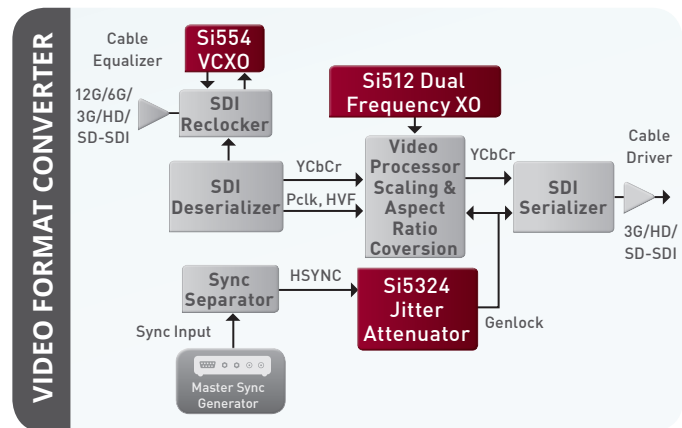 VIDEO FORMAT CONVERTER
Cable
Equalizer
Si554
VCXO
12G/6G/
3G/HD/
SD-SDI
SDI
Reclocker
Si512 Dual
Frequency XO
SDI
Deserializer
YCbCr
Pclk, HVF
Video
Processor
Scaling &
Aspect
Ratio
Coversion
YCbCr
SDI
Serializer
Cable
Driver
3G/HD/
SD-SDI
Sync
Separator
HSYNC
Si5324
Jitter
Attenuator
Genlock
Sync Input
Master Sync
Generator